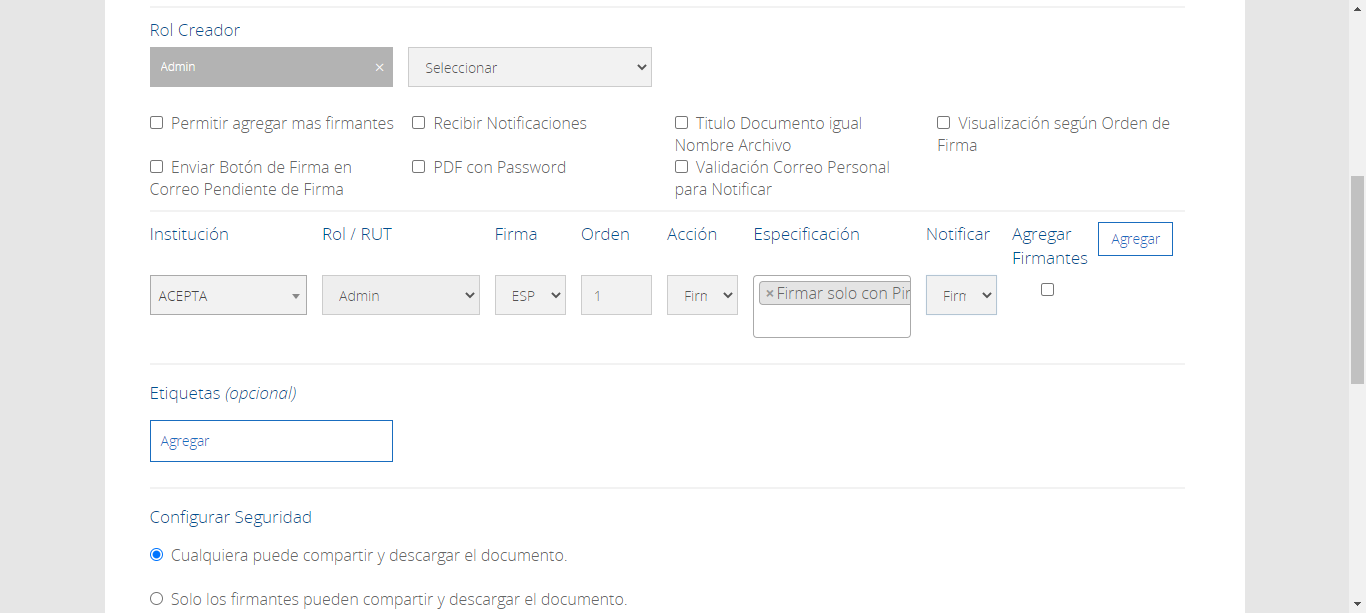 Rol Creador
Admin ×
Seleccionar
Permitir agregar mas firmantes
Recibir Notificaciones
Titulo Documento igual
Nombre Archivo
Visualización según Orden de
Firma
Enviar Botón de Firma en
Correo Pendiente de Firma
PDF con Password
Validación Correo Personal
para Notificar
Institución Rol / RUT Firma Orden Acción Especificación Notificar Agregar
Firmantes
Agregar
ACEPTA Admin ESP 1 Firn ×Firmar solo con Pin Firn
Etiquetas (opcional)
Agregar
Configurar Seguridad
Cualquiera puede compartir y descargar el documento.
Solo los firmantes pueden compartir y descargar el documento.